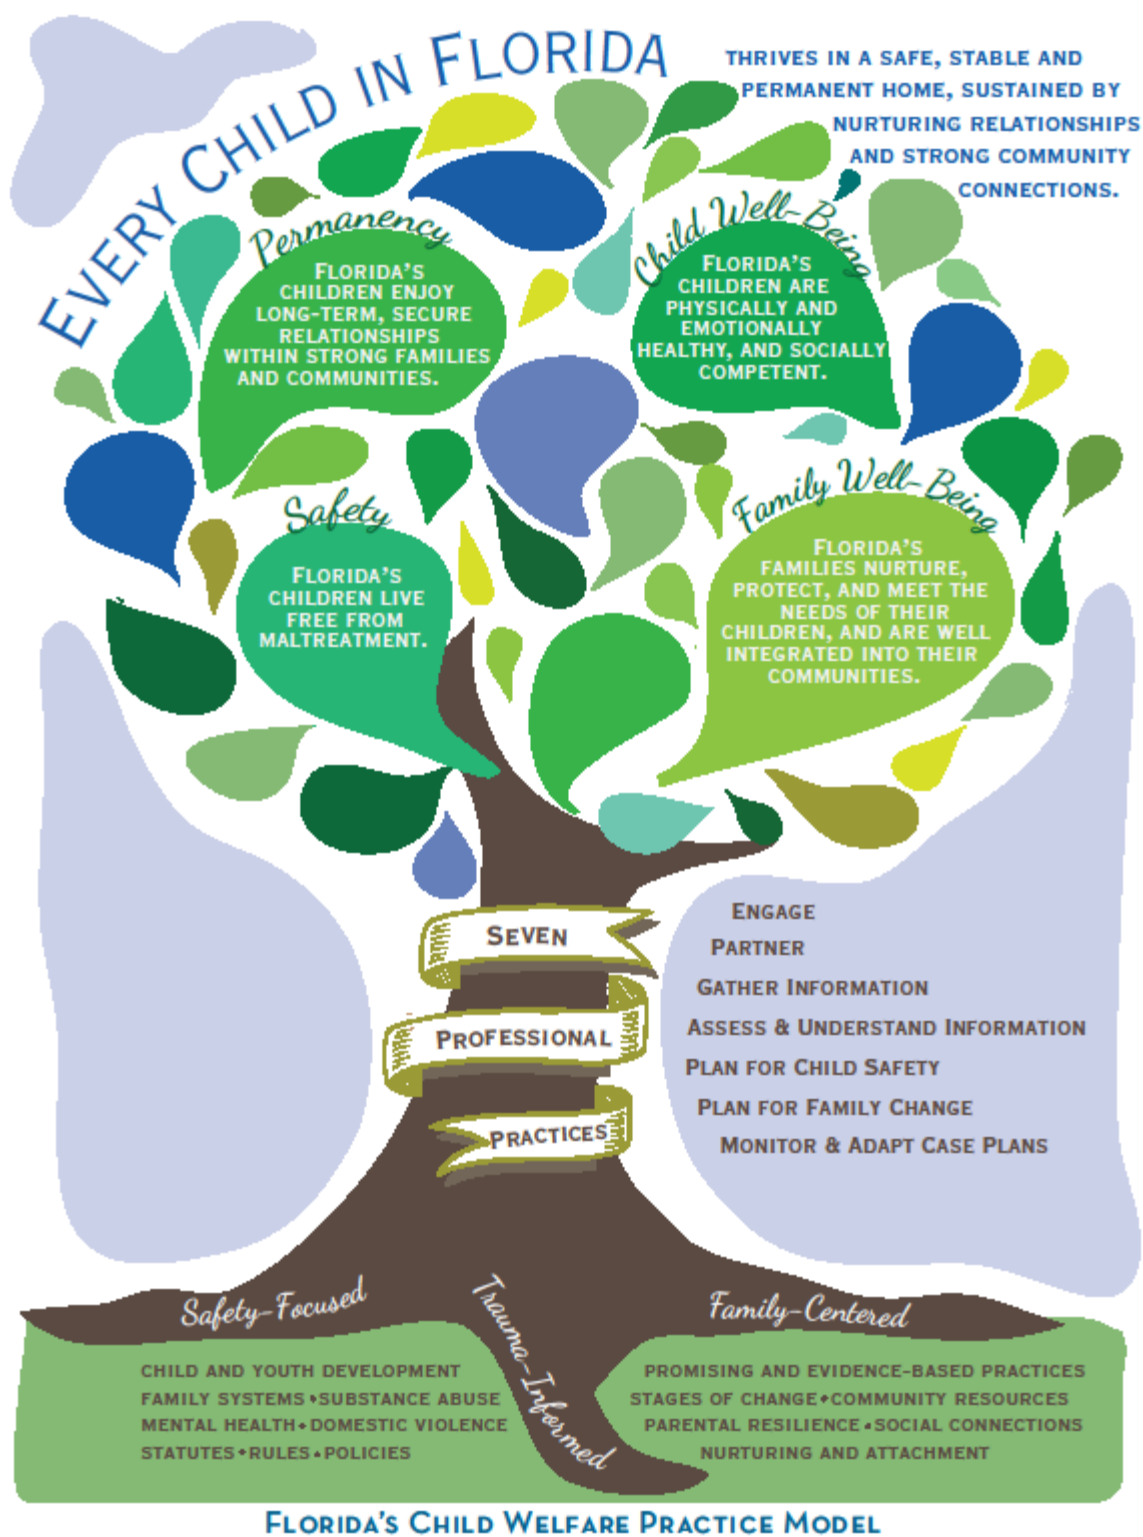 EVERY CHILD IN FLORIDA
THRIVES IN A SAFE, STABLE AND
PERMANENT HOME, SUSTAINED BY
NURTURING RELATIONSHIPS
AND STRONG COMMUNITY
CONNECTIONS.
Permanency
FLORIDA'S
CHILDREN ENJOY
LONG-TERM, SECURE
RELATIONSHIPS
WITHIN STRONG FAMILIES
AND COMMUNITIES.
Child Well-Being
FLORIDA'S
CHILDREN ARE
PHYSICALLY AND
EMOTIONALLY
HEALTHY, AND SOCIALLY
COMPETENT.
Safety
FLORIDA'S
CHILDREN LIVE
FREE FROM
MALTREATMENT.
Family Well-Being
FLORIDA'S
FAMILIES NURTURE,
PROTECT, AND MEET THE
NEEDS OF THEIR
CHILDREN, AND ARE WELL
INTEGRATED INTO THEIR
COMMUNITIES.
SEVEN
PROFESSIONAL
PRACTICES
ENGAGE
PARTNER
GATHER INFORMATION
ASSESS & UNDERSTAND INFORMATION
PLAN FOR CHILD SAFETY
PLAN FOR FAMILY CHANGE
MONITOR & ADAPT CASE PLANS
Safety-Focused
Trauma-Informed
Family-Centered
CHILD AND YOUTH DEVELOPMENT
FAMILY SYSTEMS • SUBSTANCE ABUSE
MENTAL HEALTH • DOMESTIC VIOLENCE
STATUTES • RULES • POLICIES
PROMISING AND EVIDENCE-BASED PRACTICES
STAGES OF CHANGE • COMMUNITY RESOURCES
PARENTAL RESILIENCE • SOCIAL CONNECTIONS
NURTURING AND ATTACHMENT
FLORIDA'S CHILD WELFARE PRACTICE MODEL